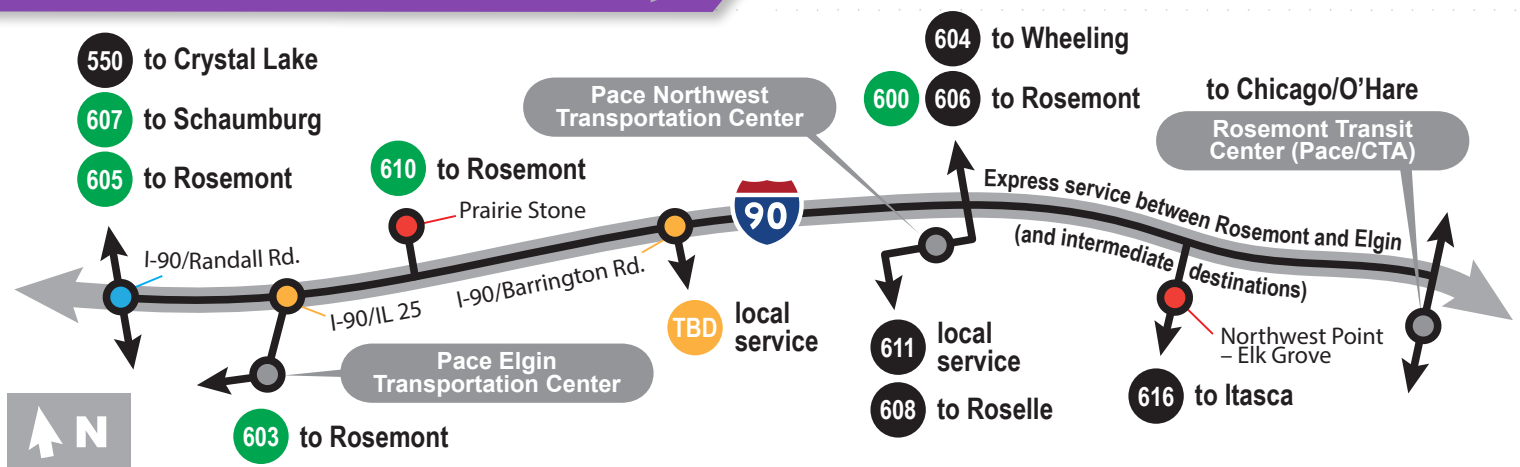 550 to Crystal Lake
607 to Schaumburg
605 to Rosemont
I-90/Randall Rd.
610 to Rosemont
Prairie Stone
I-90/IL 25
Pace Elgin
Transportation Center
603 to Rosemont
N
I-90/Barrington Rd.
TBD local
service
90
Pace Northwest
Transportation Center
604 to Wheeling
600 606 to Rosemont
611 local
service
608 to Roselle
Express service between Rosemont and Elgin
(and intermediate destinations)
to Chicago/O'Hare
Rosemont Transit
Center (Pace/CTA)
Northwest Point
– Elk Grove
616 to Itasca